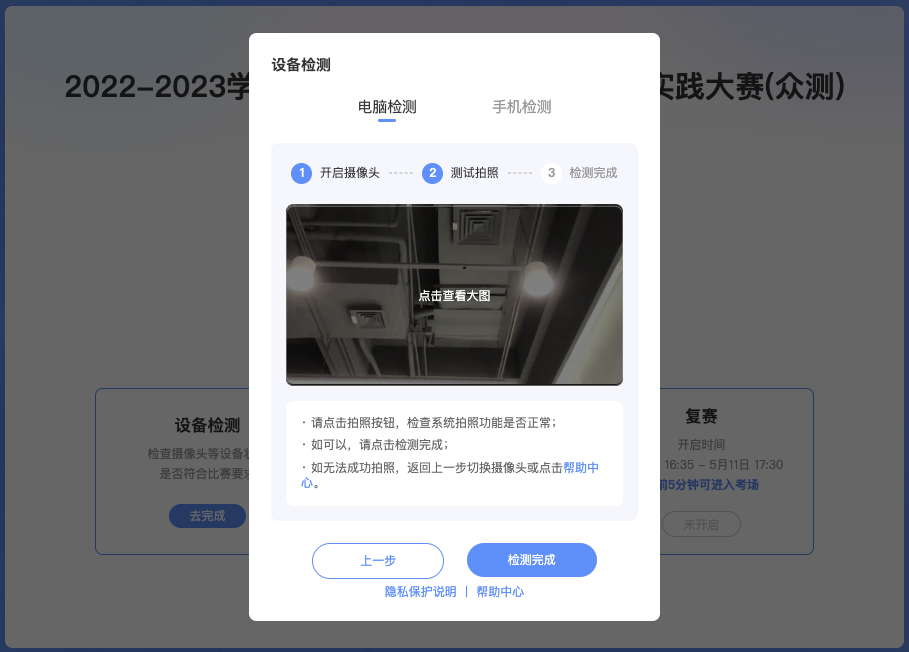 设备检测
2022-2023学
实践大赛(众测)
电脑检测
手机检测
1 开启摄像头 ----- 2 测试拍照 ----- 3 检测完成
点击查看大图
· 请点击拍照按钮，检查系统拍照功能是否正常；
· 如可以，请点击检测完成；
· 如无法成功拍照，返回上一步切换摄像头或点击帮助中
心。
上一步
检测完成
隐私保护说明 | 帮助中心
设备检测
检查摄像头等设备
是否符合比赛要
去完成
复赛
开启时间
16:35 - 5月11日 17:30
前5分钟可进入考场
未开启